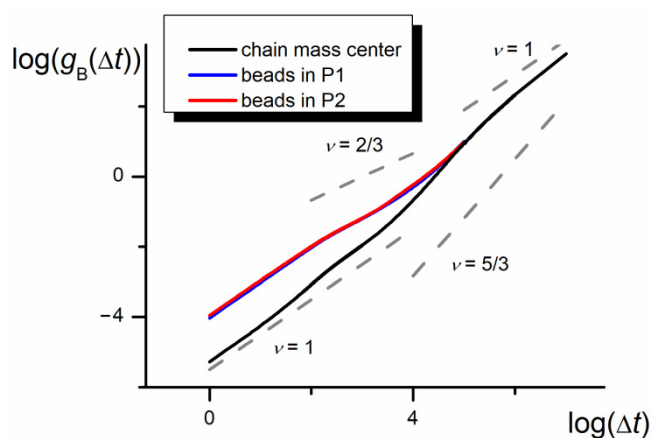 log(g_B(Δt))
chain mass center
beads in P1
beads in P2
ν = 1
ν = 2/3
0
ν = 5/3
−4
ν = 1
0
4
log(Δt)